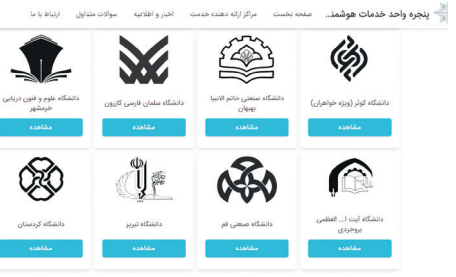 پنجره واحد خدمات هوشمند... صفحه نخست مراکز ارائه دهنده خدمت اخبار و اطلاعیه سوالات متداول ارتباط با ما
دانشگاه کوثر (ویژه خواهران)
دانشگاه صنعتی خاتم الانبیا
بهبهان
دانشگاه سلمان فارسی کازرون
دانشگاه علوم و فنون دریایی
خرمشهر
مشاهده مشاهده مشاهده مشاهده
دانشگاه آیت ا... العظمی
بروجردی
دانشگاه صنعتی قم
دانشگاه تبریز
دانشگاه کردستان
مشاهده مشاهده مشاهده مشاهده